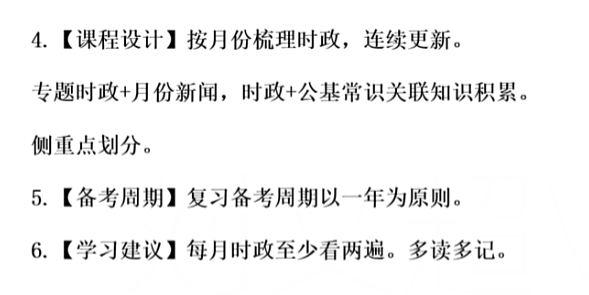 4.【课程设计】按月份梳理时政，连续更新。
专题时政+月份新闻，时政+公基常识关联知识积累。
侧重点划分。
5.【备考周期】复习备考周期以一年为原则。
6.【学习建议】每月时政至少看两遍。多读多记。